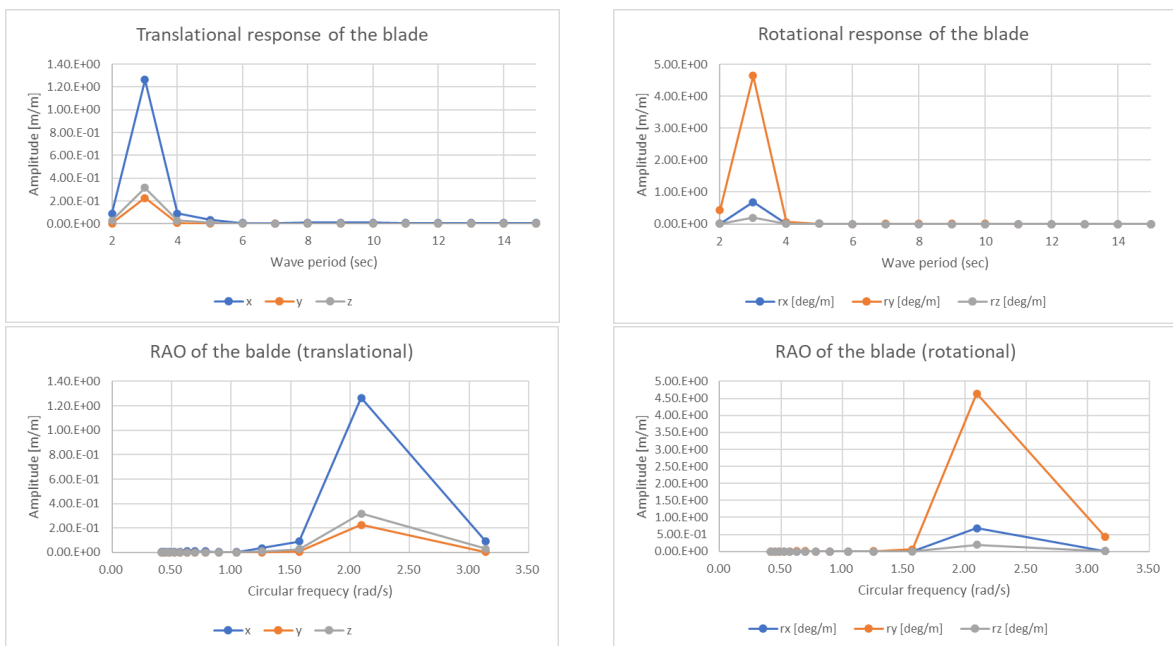 Translational response of the blade
Amplitude [m/m]
1.40.E+00
1.20.E+00
1.00.E+00
8.00.E-01
6.00.E-01
4.00.E-01
2.00.E-01
0.00.E+00
2 4 6 8 10 12 14
Wave period (sec)
x y z
Rotational response of the blade
Amplitude [m/m]
5.00.E+00
4.00.E+00
3.00.E+00
2.00.E+00
1.00.E+00
0.00.E+00
2 4 6 8 10 12 14
Wave period (sec)
rx [deg/m] ry [deg/m] rz [deg/m]
RAO of the balde (translational)
Amplitude [m/m]
1.40.E+00
1.20.E+00
1.00.E+00
8.00.E-01
6.00.E-01
4.00.E-01
2.00.E-01
0.00.E+00
0.00 0.50 1.00 1.50 2.00 2.50 3.00 3.50
Circular frequecy (rad/s)
x y z
RAO of the blade (rotational)
Amplitude [m/m]
5.00.E+00
4.50.E+00
4.00.E+00
3.50.E+00
3.00.E+00
2.50.E+00
2.00.E+00
1.50.E+00
1.00.E+00
5.00.E-01
0.00.E+00
0.00 0.50 1.00 1.50 2.00 2.50 3.00 3.50
Circular frequency (rad/s)
rx [deg/m] ry [deg/m] rz [deg/m]